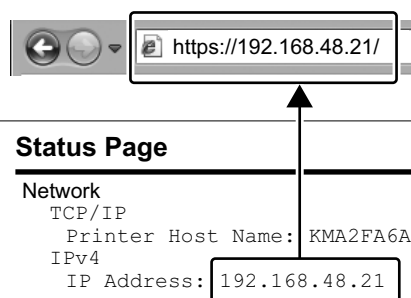 https://192.168.48.21/
Status Page
Network
TCP/IP
Printer Host Name: KMA2FA6A
IPv4
IP Address: 192.168.48.21